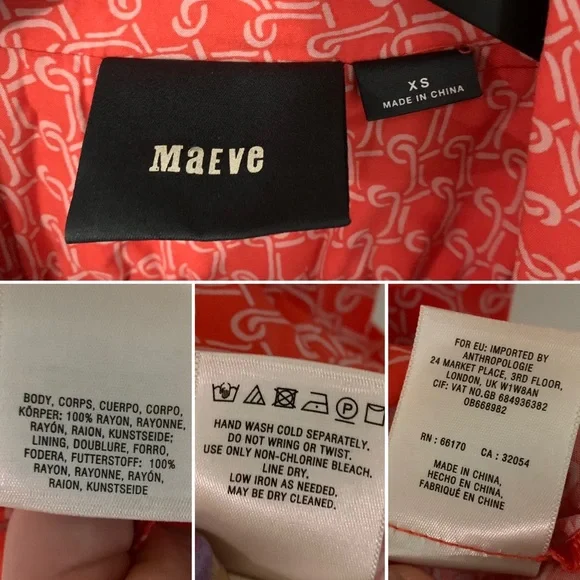 MaEVe
XS
MADE IN CHINA
BODY, CORPS, CUERPO, CORPO,
KÖRPER: 100% RAYON, RAYONNE,
RAYÓN, RAION, KUNSTSEIDE;
LINING, DOUBLURE, FORRO,
FODERA, FUTTERSTOFF: 100%
RAYON, RAYONNE, RAYÓN,
RAION, KUNSTSEIDE
HAND WASH COLD SEPARATELY.
DO NOT WRING OR TWIST.
USE ONLY NON-CHLORINE BLEACH.
LINE DRY.
LOW IRON AS NEEDED.
MAY BE DRY CLEANED.
FOR EU: IMPORTED BY
ANTHROPOLOGIE
24 MARKET PLACE, 3RD FLOOR,
LONDON, UK W1W8AN
CIF: VAT NO.GB 684936382
OB668982
RN: 66170 CA: 32054
MADE IN CHINA,
HECHO EN CHINA,
FABRIQUÉ EN CHINE